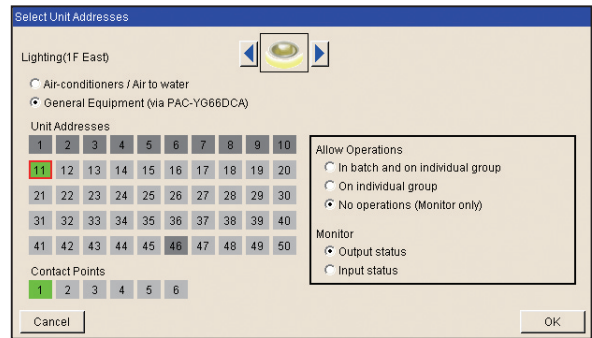 Select Unit Addresses
Lighting(1F East)
Air-conditioners / Air to water
General Equipment (via PAC-YG66DCA)
Unit Addresses
1 2 3 4 5 6 7 8 9 10
11 12 13 14 15 16 17 18 19 20
21 22 23 24 25 26 27 28 29 30
31 32 33 34 35 36 37 38 39 40
41 42 43 44 45 46 47 48 49 50
Contact Points
1 2 3 4 5 6
Allow Operations
In batch and on individual group
On individual group
No operations (Monitor only)
Monitor
Output status
Input status
Cancel
OK